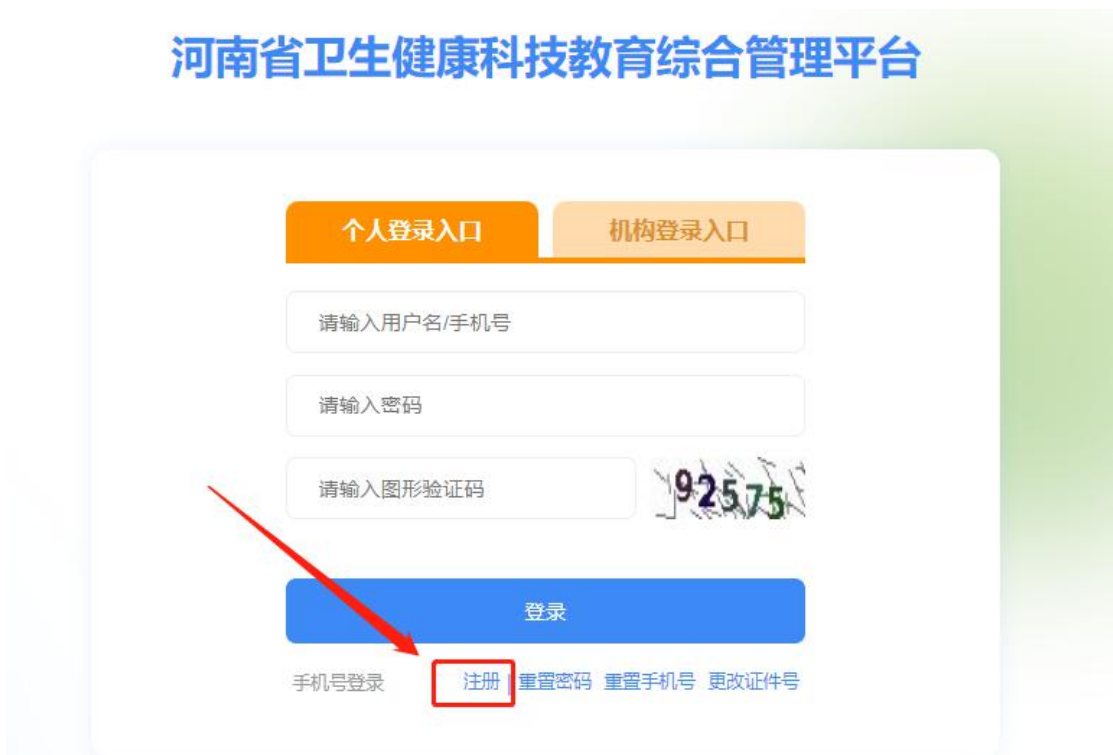 河南省卫生健康科技教育综合管理平台
个人登录入口 机构登录入口
请输入用户名/手机号
请输入密码
请输入图形验证码 92575
登录
手机号登录 注册 | 重置密码 重置手机号 更改证件号